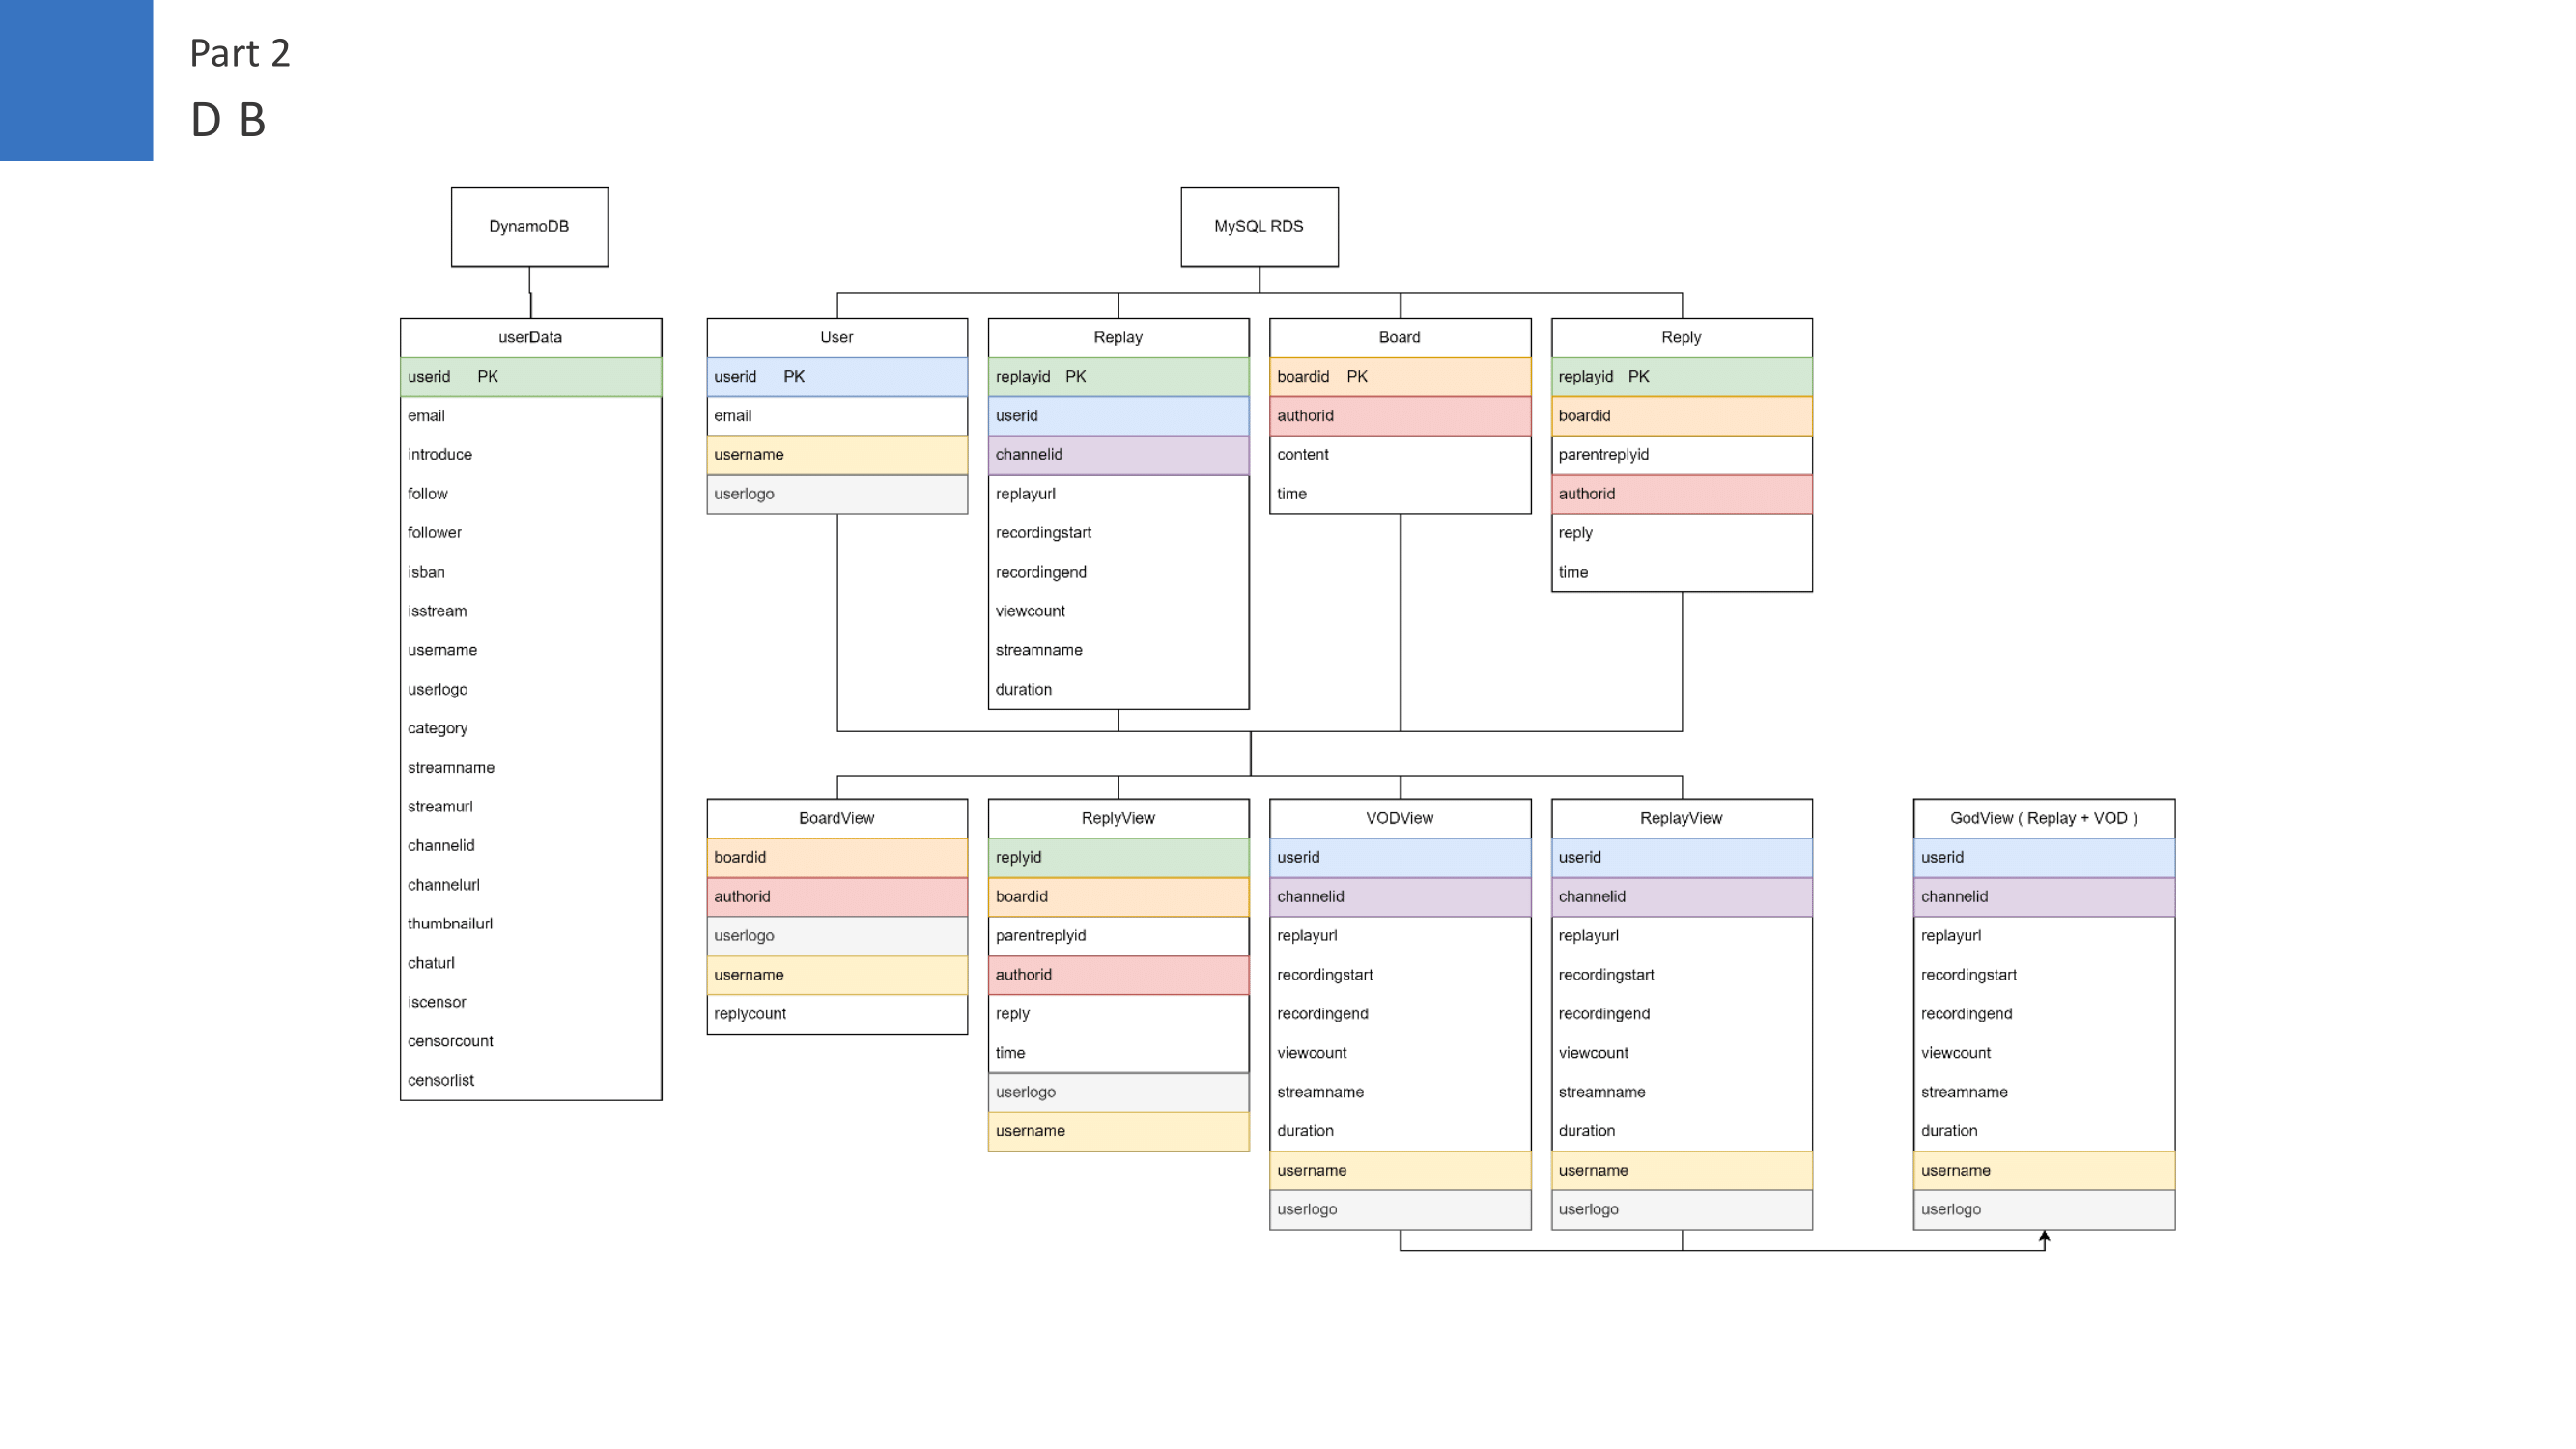 Part 2
D B
DynamoDB
MySQL RDS
userData
userid PK
email
introduce
follow
follower
isban
isstream
username
userlogo
category
streamname
streamurl
channelid
channelurl
thumbnailurl
chaturl
iscensor
censorcount
censorlist
User
userid PK
email
username
userlogo
Replay
replayid PK
userid
channelid
replayurl
recordingstart
recordingend
viewcount
streamname
duration
Board
boardid PK
authorid
content
time
Reply
replayid PK
boardid
parentreplyid
authorid
reply
time
BoardView
boardid
authorid
userlogo
username
replycount
ReplyView
replyid
boardid
parentreplyid
authorid
reply
time
userlogo
username
VODView
userid
channelid
replayurl
recordingstart
recordingend
viewcount
streamname
duration
username
userlogo
ReplayView
userid
channelid
replayurl
recordingstart
recordingend
viewcount
streamname
duration
username
userlogo
GodView ( Replay + VOD )
userid
channelid
replayurl
recordingstart
recordingend
viewcount
streamname
duration
username
userlogo